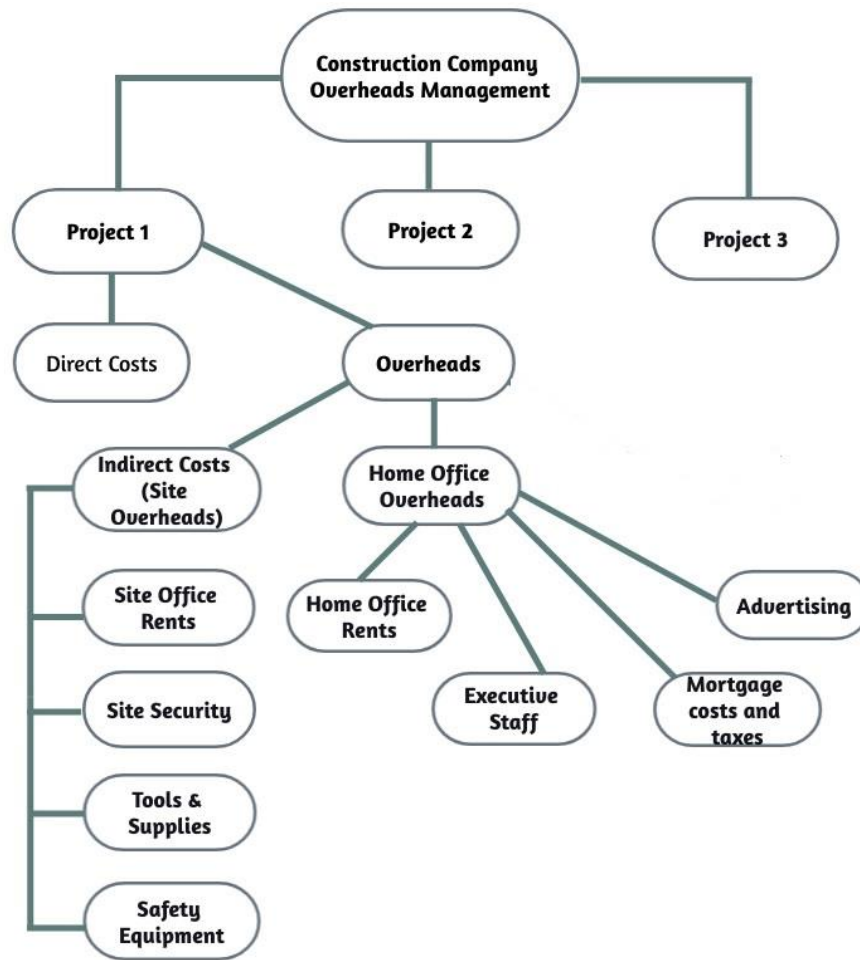 Construction Company
Overheads Management
Project 1
Project 2
Project 3
Direct Costs
Overheads
Indirect Costs
(Site
Overheads)
Home Office
Overheads
Site Office
Rents
Home Office
Rents
Advertising
Site Security
Executive
Staff
Mortgage
costs and
taxes
Tools &
Supplies
Safety
Equipment